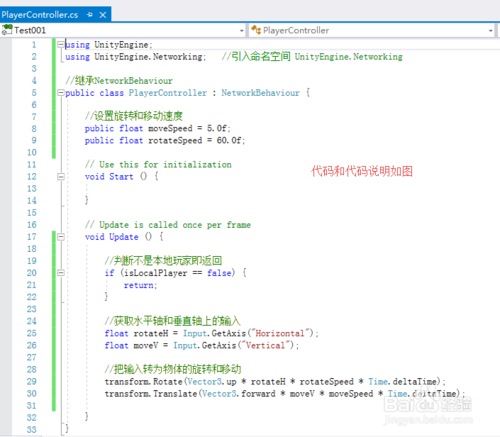 PlayerController.cs
Test001
PlayerController
1 using UnityEngine;
2 using UnityEngine.Networking;   //引入命名空间 UnityEngine.Networking
3
4 //继承NetworkBehaviour
5 public class PlayerController : NetworkBehaviour {
6
7     //设置旋转和移动速度
8     public float moveSpeed = 5.0f;
9     public float rotateSpeed = 60.0f;
10
11     // Use this for initialization
12     void Start () {
代码和代码说明如图
13
14     }
15
16     // Update is called once per frame
17     void Update () {
18
19         //判断不是本地玩家即返回
20         if (isLocalPlayer == false) {
21             return;
22         }
23
24         //获取水平轴和垂直轴上的输入
25         float rotateH = Input.GetAxis("Horizontal");
26         float moveV = Input.GetAxis("Vertical");
27
28         //把输入转为物体的旋转和移动
29         transform.Rotate(Vector3.up * rotateH * rotateSpeed * Time.deltaTime);
30         transform.Translate(Vector3.forward * moveV * moveSpeed * Time.deltaTime);
31
32     }
33 }
Baidu 经验
jingyan.baidu.com